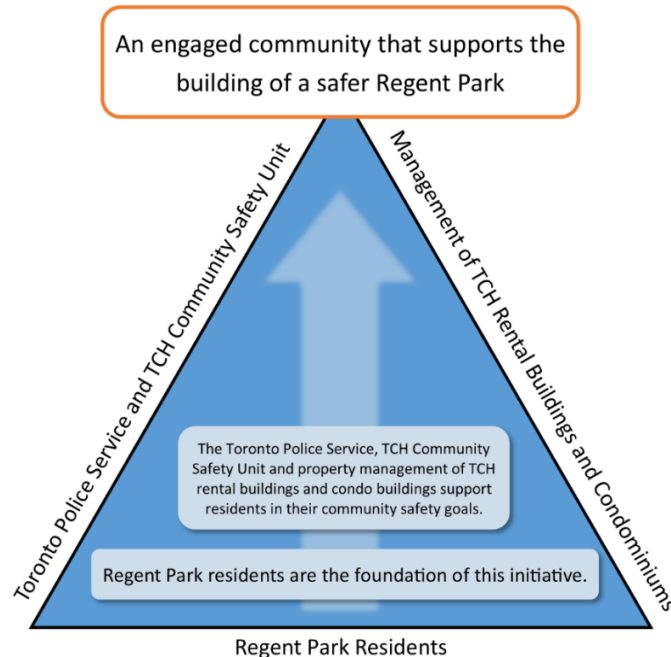 An engaged community that supports the
building of a safer Regent Park
Toronto Police Service and TCH Community Safety Unit
Management of TCH Rental Buildings and Condominiums
The Toronto Police Service, TCH Community
Safety Unit and property management of TCH
rental buildings and condo buildings support
residents in their community safety goals.
Regent Park residents are the foundation of this initiative.
Regent Park Residents